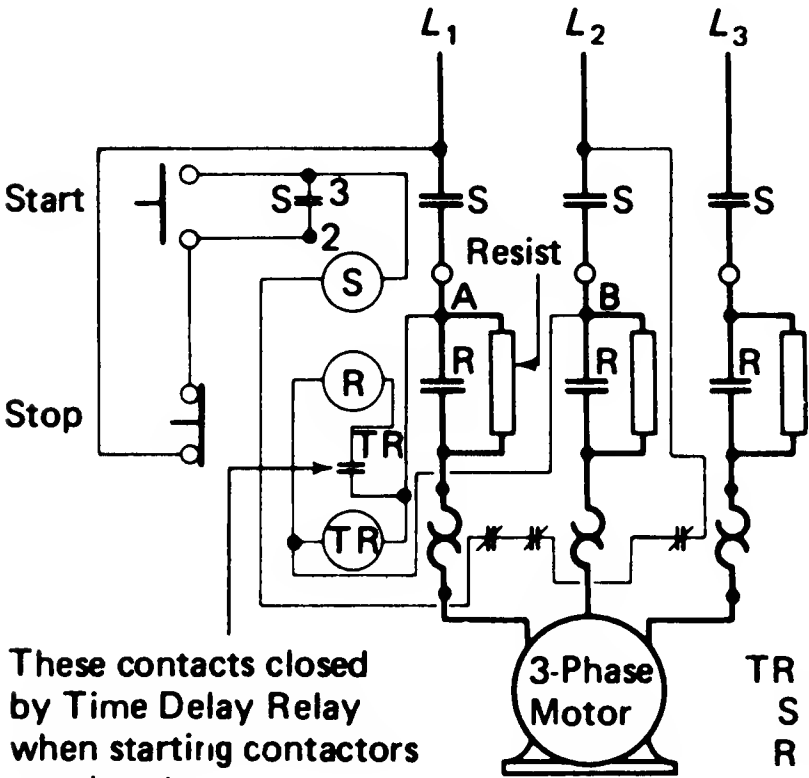 L1 L2 L3
Start S 3 S S S
2
Resist
S A B
R R R R
Stop TR
TR
These contacts closed
by Time Delay Relay
when starting contactors
3-Phase
Motor
TR
S
R